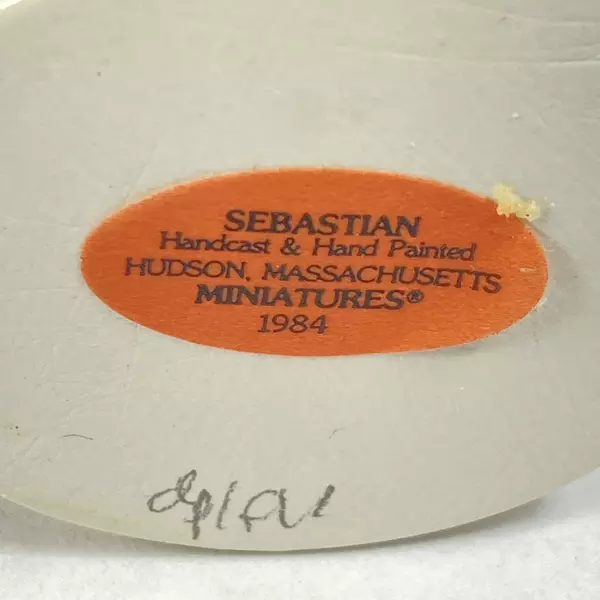 SEBASTIAN
Handcast & Hand Painted
HUDSON, MASSACHUSETTS
MINIATURES®
1984